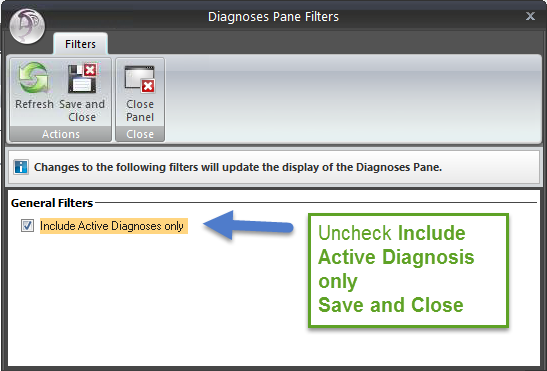 Diagnoses Pane Filters
Filters
Refresh
Save and
Close
Close
Panel
Actions
Close
Changes to the following filters will update the display of the Diagnoses Pane.
General Filters
Include Active Diagnoses only
Uncheck Include
Active Diagnosis
only
Save and Close